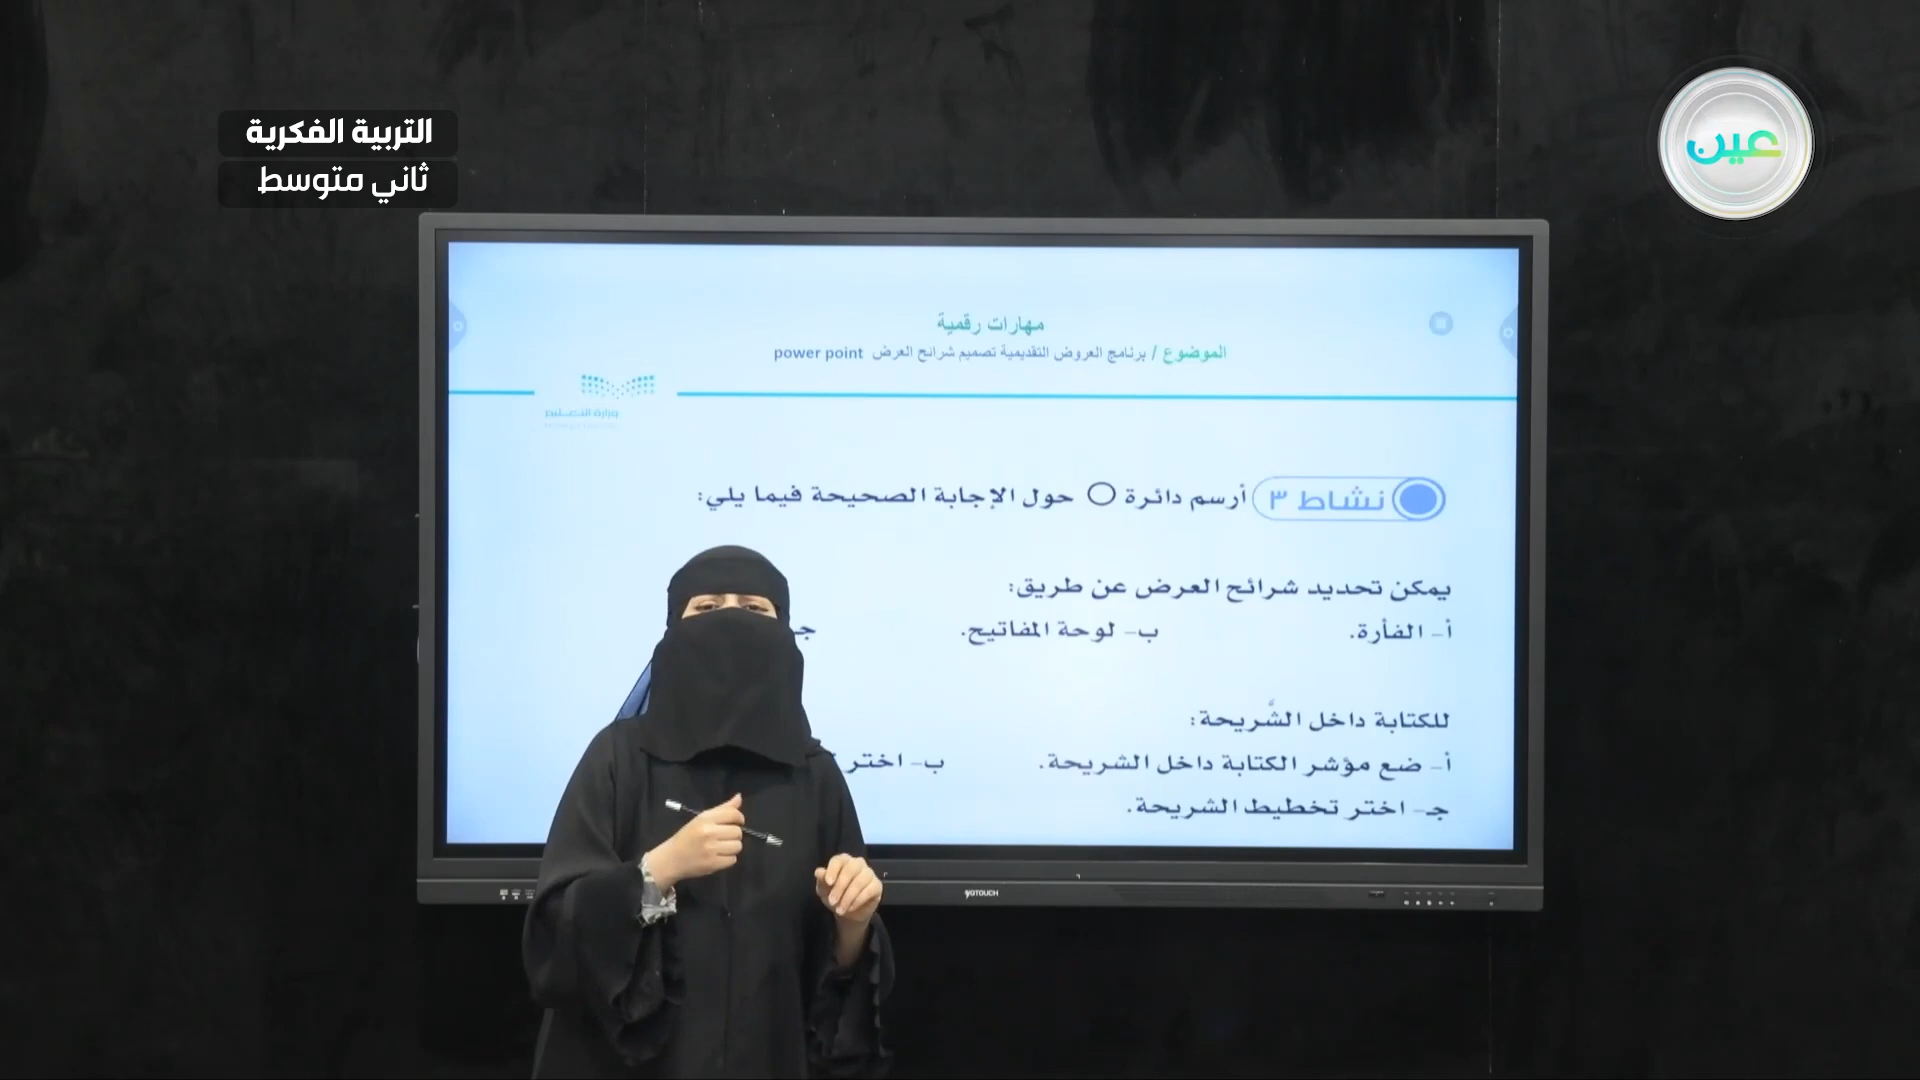 التربية الفكرية
ثاني متوسط
عين
مهارات رقمية
الموضوع / برنامج العروض التقديمية تصميم شرائح العرض power point
وزارة التعـــليم
نشاط ٣ أرسم دائرة حول الإجابة الصحيحة فيما يلي:
يمكن تحديد شرائح العرض عن طريق:
أ- الفأرة. ب- لوحة المفاتيح. جـ
للكتابة داخل الشَّريحة:
أ- ضع مؤشر الكتابة داخل الشريحة. ب- اختر
جـ- اختر تخطيط الشريحة.